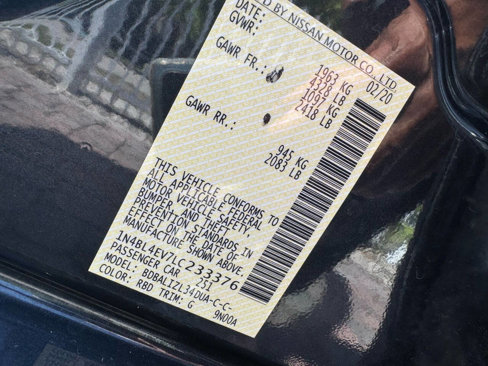 D BY NISSAN MOTOR CO., LTD.
DATE: 02/20
GVWR: 1963 KG
4328 LB
GAWR FR.: 1097 KG
2418 LB
GAWR RR.: 945 KG
2083 LB
THIS VEHICLE CONFORMS TO
ALL APPLICABLE FEDERAL
MOTOR VEHICLE SAFETY,
BUMPER, AND THEFT
PREVENTION STANDARDS IN
EFFECT ON THE DATE OF
MANUFACTURE SHOWN ABOVE.
1N4BL4EV7LC233376
PASSENGER CAR 251
MODEL: BDBALIZL34DUA-C-C-
COLOR: RBD TRIM: G 9N00A